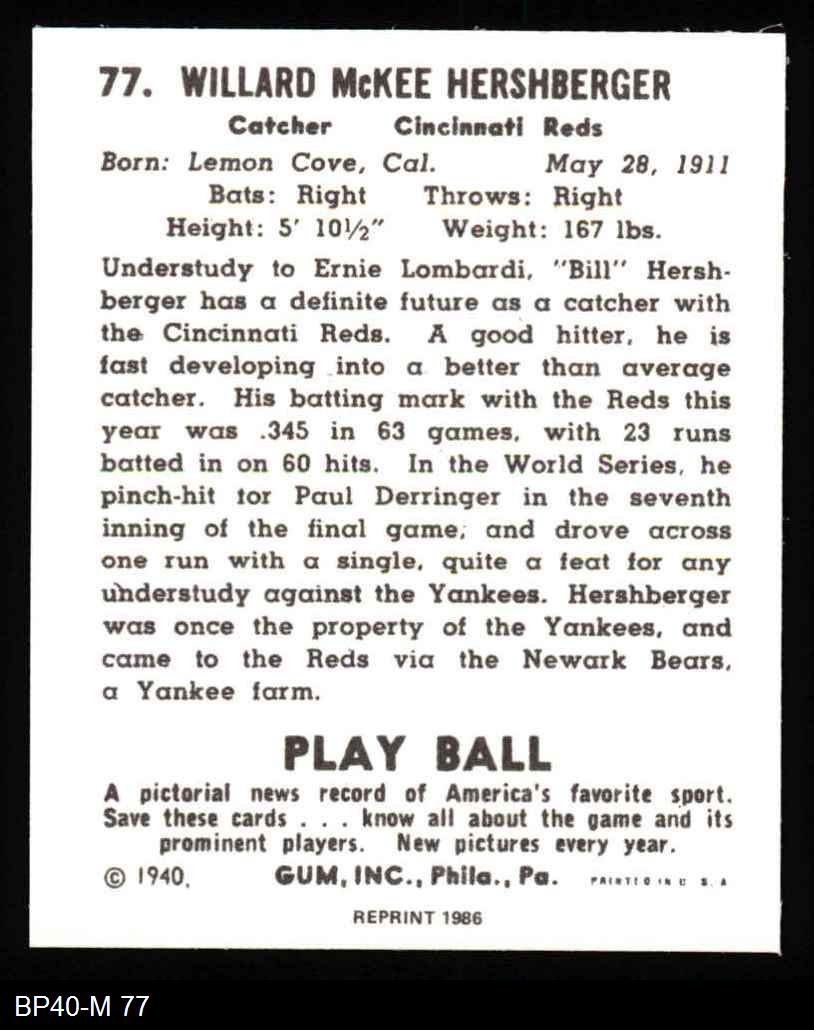 77. WILLARD McKEE HERSHBERGER
Catcher Cincinnati Reds
Born: Lemon Cove, Cal. May 28, 1911
Bats: Right Throws: Right
Height: 5' 10½" Weight: 167 lbs.
Understudy to Ernie Lombardi, "Bill" Hersh-
berger has a definite future as a catcher with
the Cincinnati Reds. A good hitter, he is
fast developing into a better than average
catcher. His batting mark with the Reds this
year was .345 in 63 games, with 23 runs
batted in on 60 hits. In the World Series, he
pinch-hit for Paul Derringer in the seventh
inning of the final game; and drove across
one run with a single, quite a feat for any
understudy against the Yankees. Hershberger
was once the property of the Yankees, and
came to the Reds via the Newark Bears,
a Yankee farm.
PLAY BALL
A pictorial news record of America's favorite sport.
Save these cards . . . know all about the game and its
prominent players. New pictures every year.
© 1940, GUM, INC., Phila., Pa. PRINTED IN U. S. A
REPRINT 1986
BP40-M 77